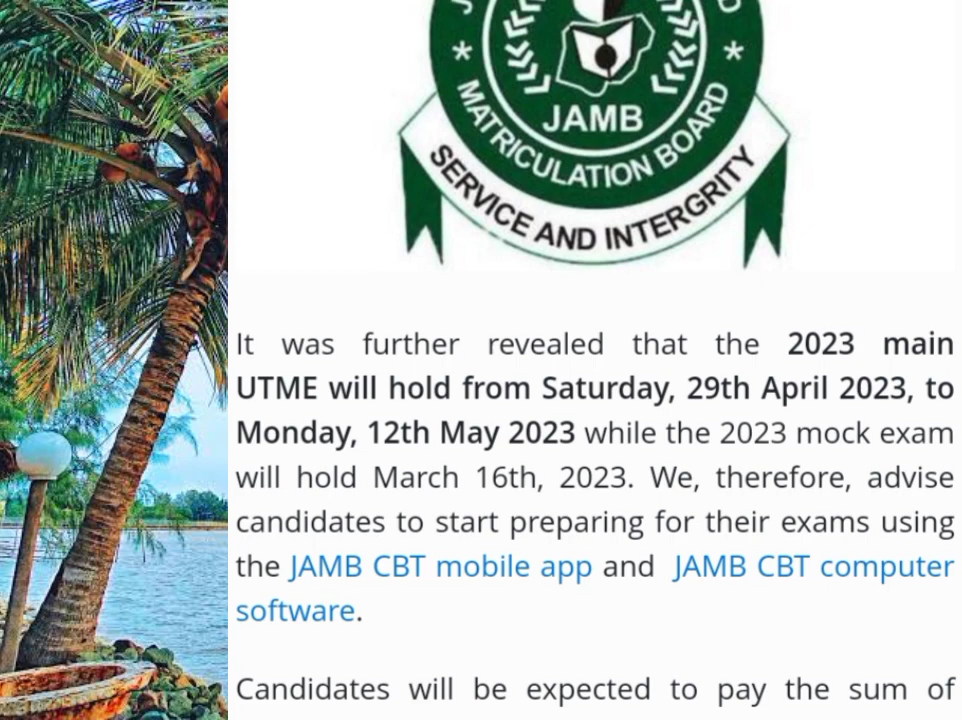 JAMB
MATRICULATION BOARD
SERVICE AND INTERGRITY
It was further revealed that the 2023 main
UTME will hold from Saturday, 29th April 2023, to
Monday, 12th May 2023 while the 2023 mock exam
will hold March 16th, 2023. We, therefore, advise
candidates to start preparing for their exams using
the JAMB CBT mobile app and JAMB CBT computer
software.
Candidates will be expected to pay the sum of